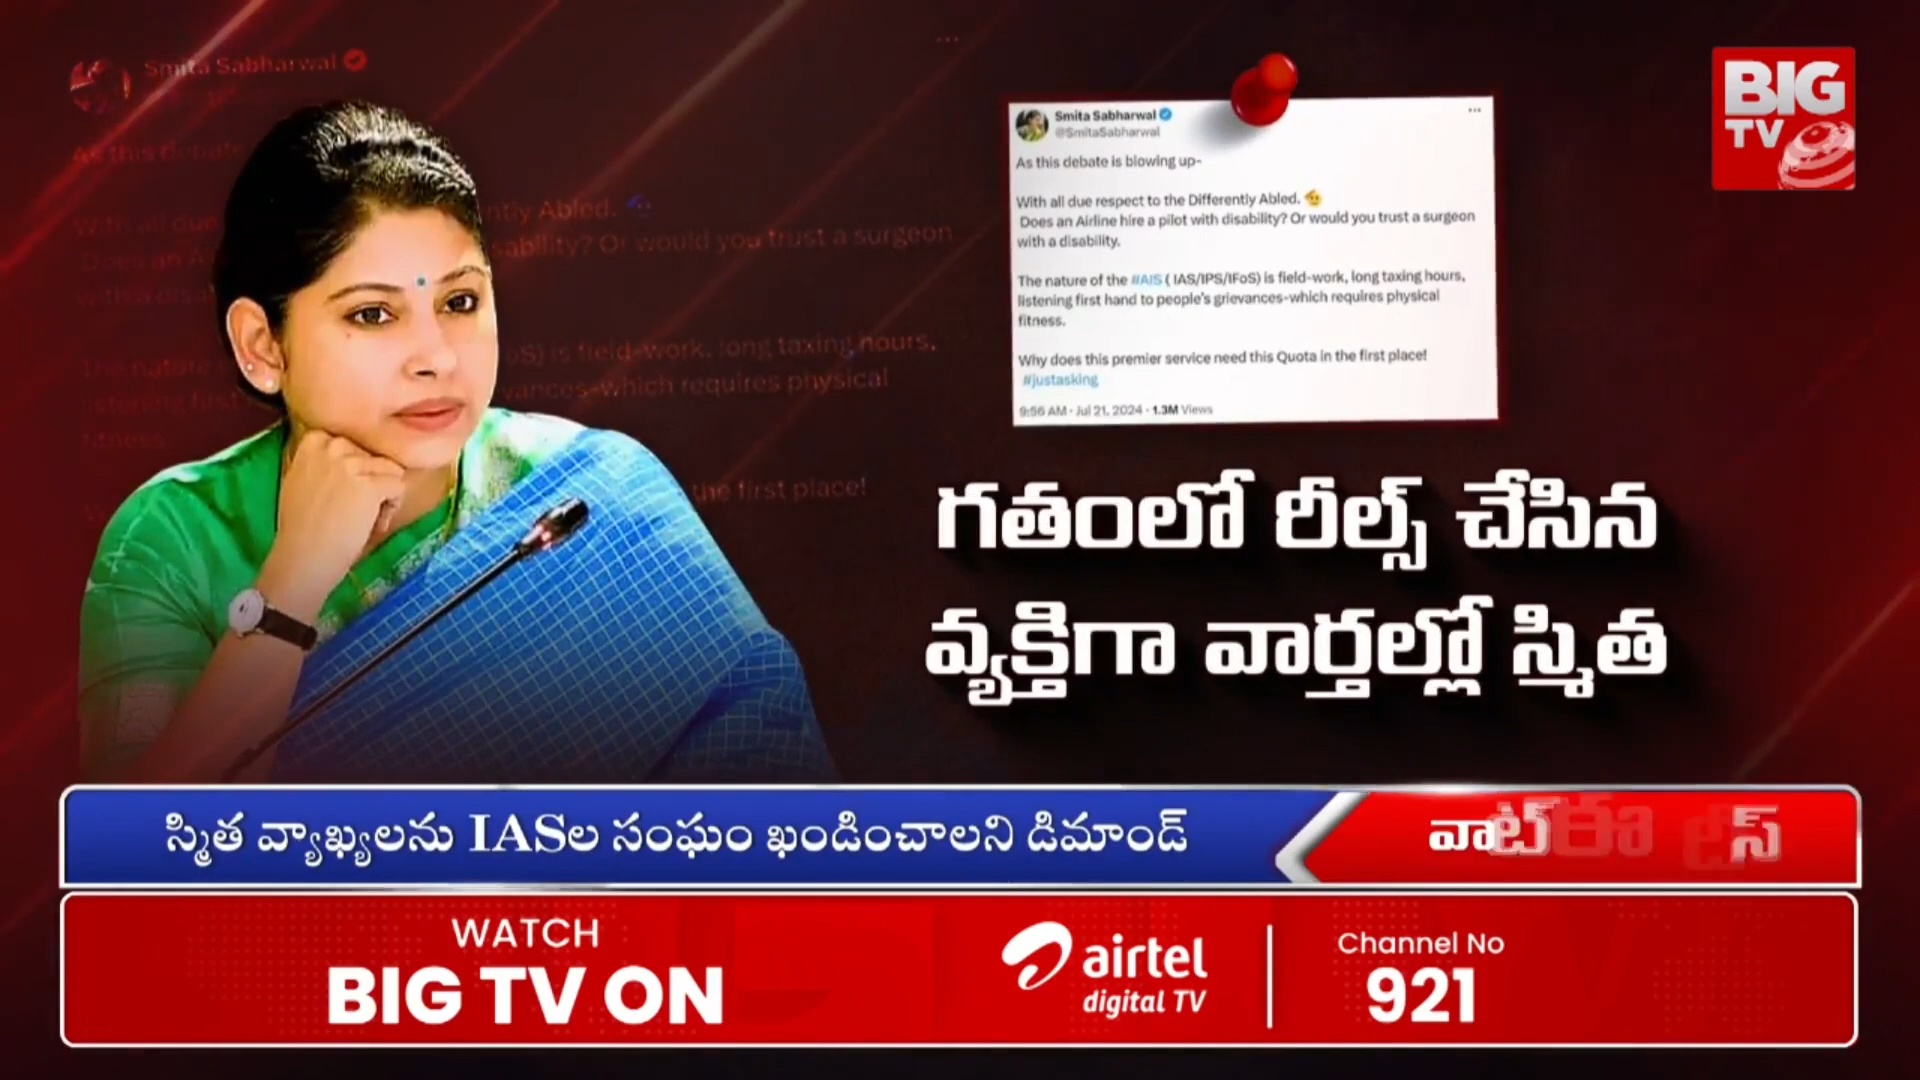 Smita Sabharwal
BIG
TV
Smita Sabharwal
@SmitaSabharwal
As this debate is blowing up-
With all due respect to the Differently Abled. 🫡
Does an Airline hire a pilot with disability? Or would you trust a surgeon
with a disability.
The nature of the #AIS ( IAS/IPS/IFoS) is field-work, long taxing hours,
listening first hand to people's grievances-which requires physical
fitness.
Why does this premier service need this Quota in the first place!
#justasking
9:56 AM · Jul 21, 2024 · 1.3M Views
గతంలో రీల్స్ చేసిన
వ్యక్తిగా వార్తల్లో స్మిత
స్మిత వ్యాఖ్యలను IASల సంఘం ఖండించాలని డిమాండ్
WATCH
BIG TV ON
airtel
digital TV
Channel No
921